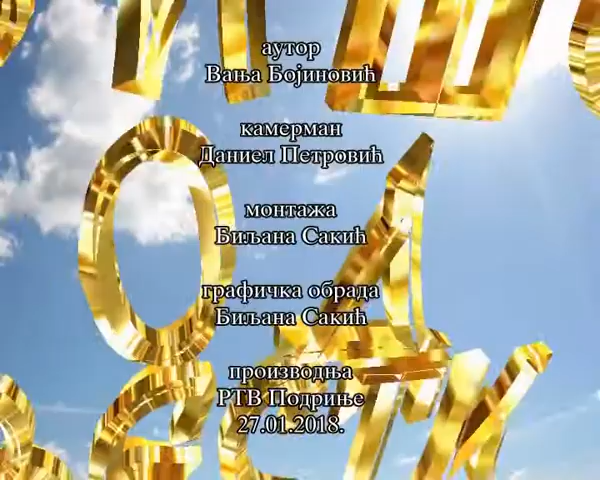 аутор
Вања Бојиновић
камерман
Даниел Петровић
монтажа
Биљана Сакић
графичка обрада
Биљана Сакић
производња
РТВ Подриње
27.01.2018.